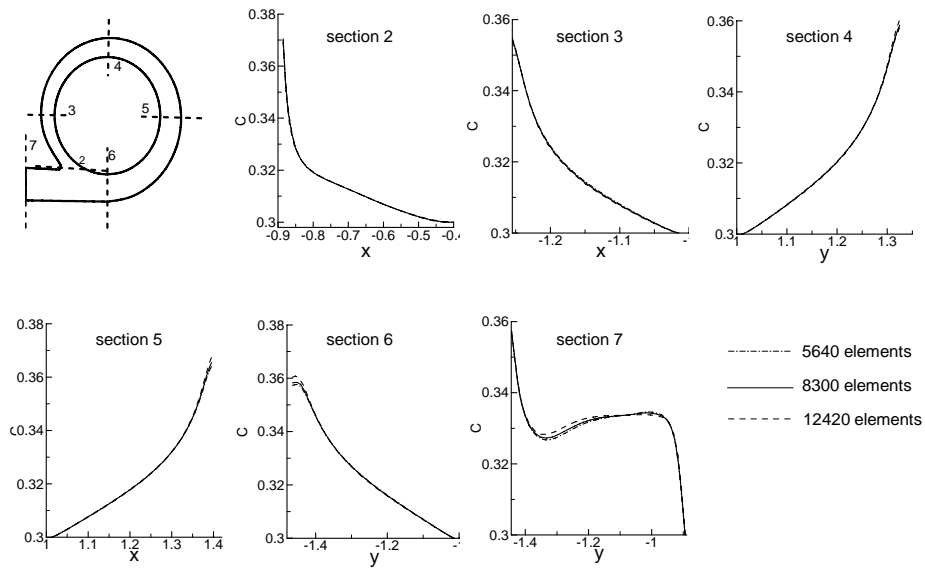 4
3
5
7
2
6
section 2
0.38
0.36
0.34
C
0.32
0.3
-0.9 -0.8 -0.7 -0.6 -0.5 -0.4
x
section 3
0.36
0.34
C
0.32
0.3
-1.2 -1.1 -1
x
section 4
0.36
0.34
C
0.32
0.3
1 1.1 1.2 1.3
y
section 5
0.38
0.36
0.34
C
0.32
0.3
1 1.1 1.2 1.3 1.4
x
section 6
0.38
0.36
C
0.34
0.32
0.3
-1.4 -1.2
y
section 7
0.36
0.34
C
0.32
0.3
-1.4 -1.2 -1
y
5640 elements
8300 elements
12420 elements